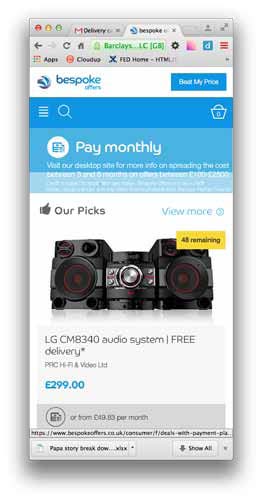 Delivery ca
bespoke o
Barclays...LC [GB]
Apps
Cloudup
FED Home – HTML5
bespoke
offers
Beat My Price
0
Pay monthly
Visit our desktop site for more info on spreading the cost
between 3 and 6 months on offers between £100-£2500.
Our Picks
View more
48 remaining
LG CM8340 audio system | FREE
delivery*
PRC Hi-Fi & Video Ltd
£299.00
or from £49.83 per month
https://www.bespokeoffers.co.uk/consumer/f/deals-with-payment-pla...
Papa story break dow....xlsx
Show All